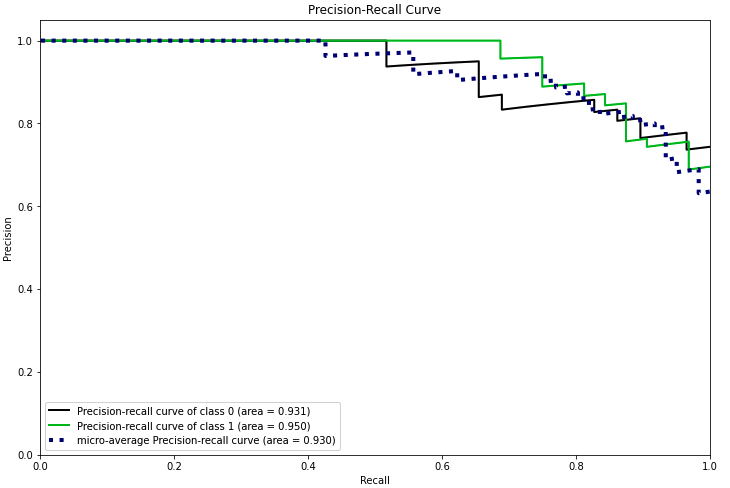 Precision-Recall Curve
1.0
0.8
0.6
0.4
0.2
0.0
Precision
Precision-recall curve of class 0 (area = 0.931)
Precision-recall curve of class 1 (area = 0.950)
micro-average Precision-recall curve (area = 0.930)
0.0 0.2 0.4 0.6 0.8 1.0
Recall